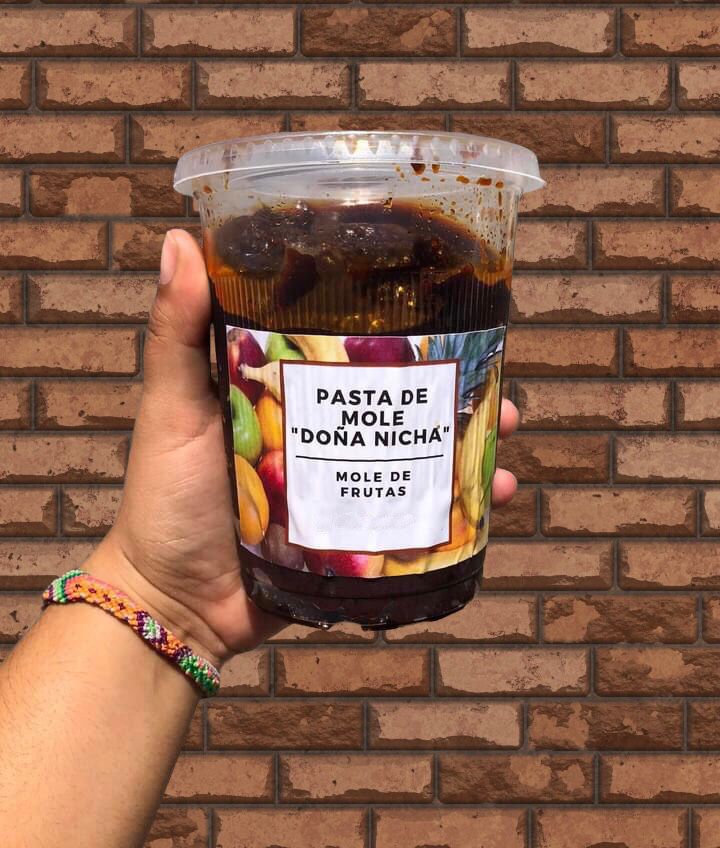 PASTA DE
MOLE
"DOÑA NICHA"
MOLE DE
FRUTAS